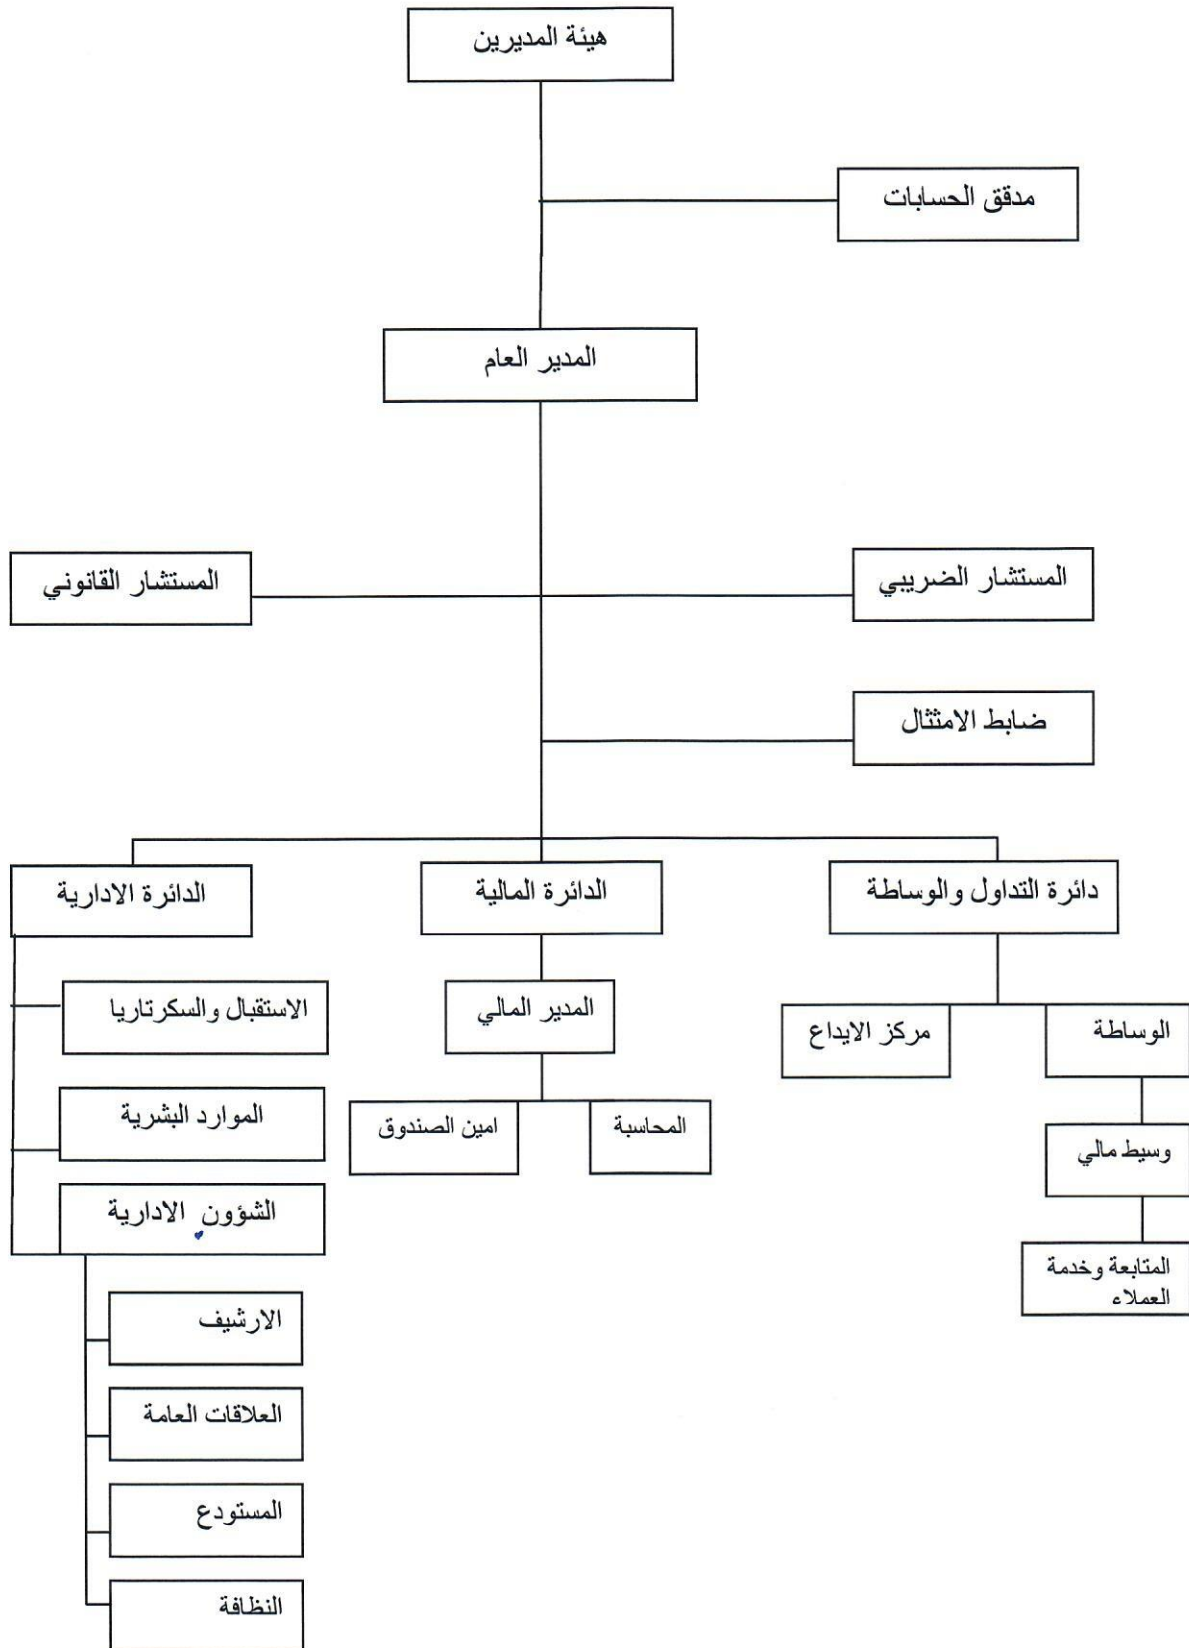 هيئة المديرين
مدقق الحسابات
المدير العام
المستشار الضريبي
المستشار القانوني
ضابط الامتثال
دائرة التداول والوساطة
الدائرة المالية
الدائرة الادارية
الوساطة
مركز الايداع
وسيط مالي
المتابعة وخدمة
العملاء
المدير المالي
المحاسبة
امين الصندوق
الاستقبال والسكرتاريا
الموارد البشرية
الشؤون الادارية
الارشيف
العلاقات العامة
المستودع
النظافة